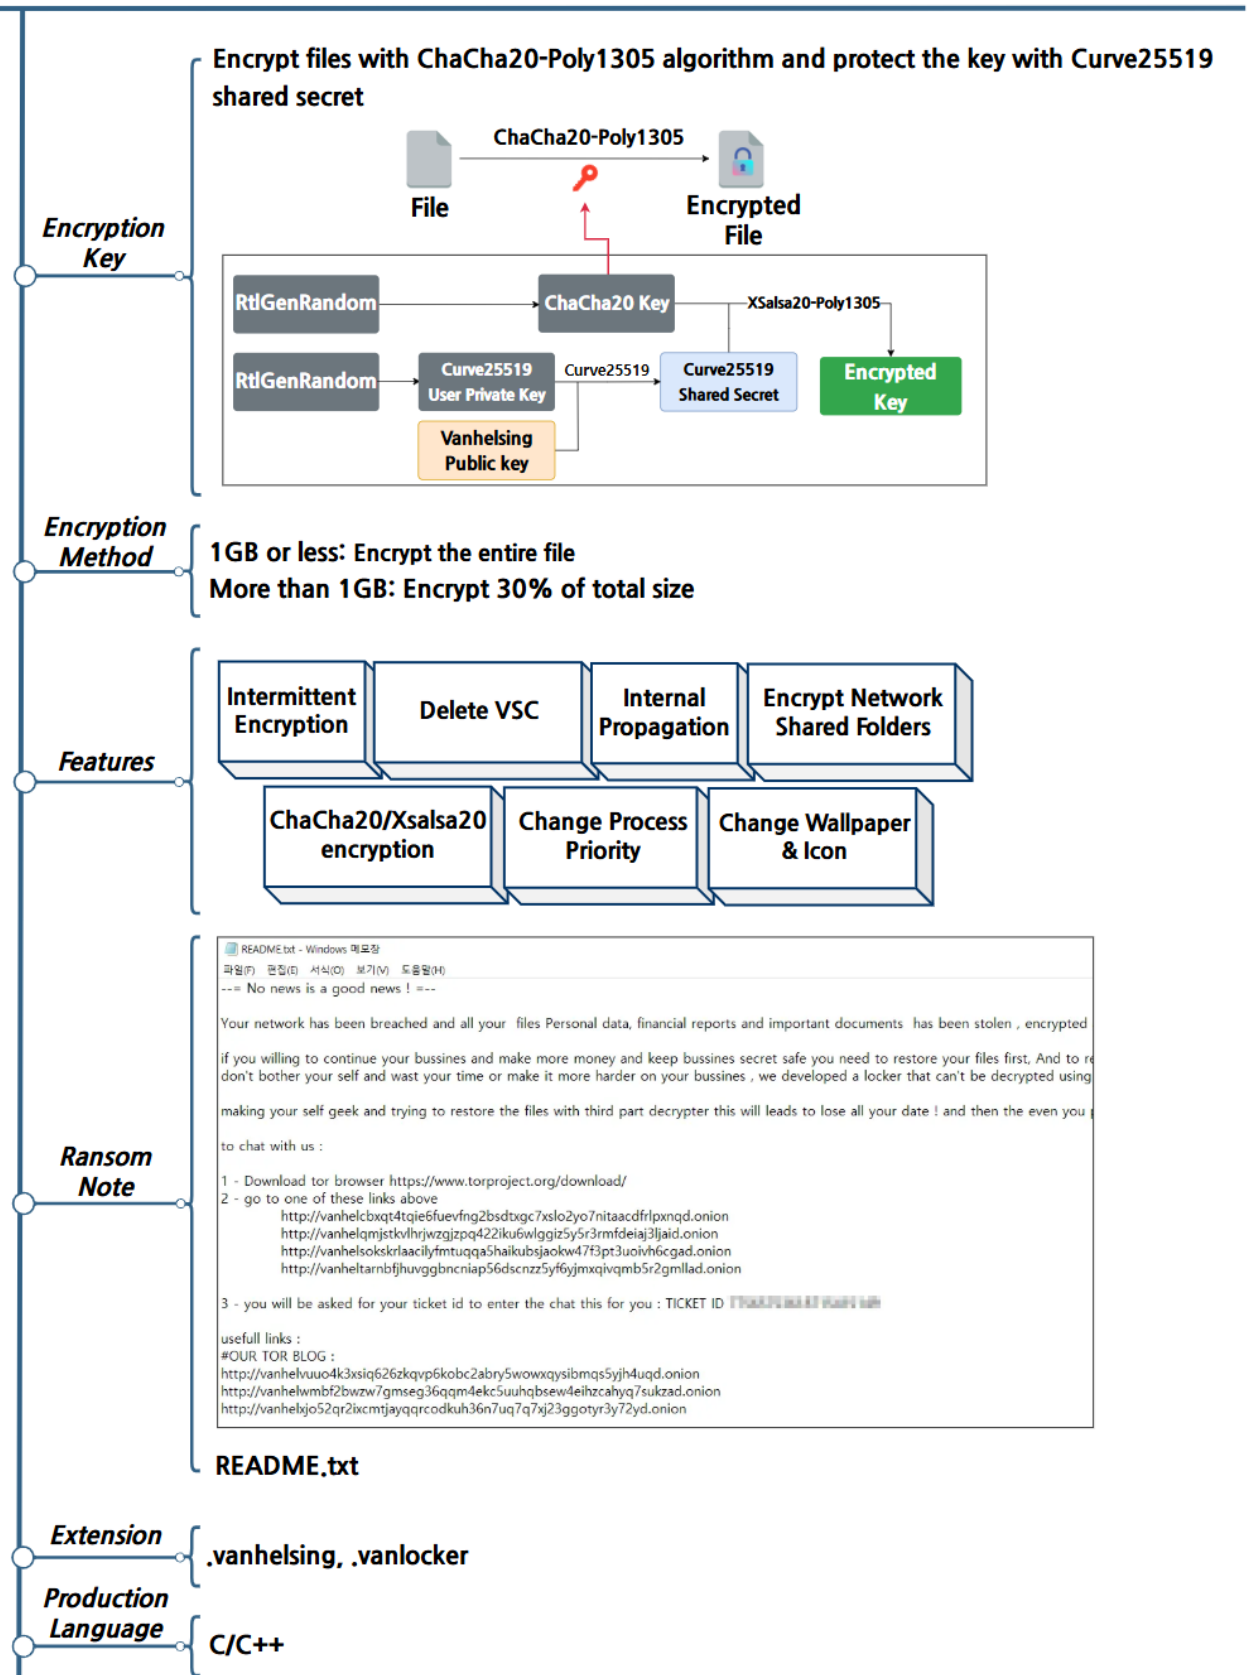 Encrypt files with ChaCha20-Poly1305 algorithm and protect the key with Curve25519
shared secret
ChaCha20-Poly1305
File
Encrypted
File
Encryption
Key
RtlGenRandom
ChaCha20 Key
XSalsa20-Poly1305
RtlGenRandom
Curve25519
User Private Key
Curve25519
Curve25519
Shared Secret
Encrypted
Key
Vanhelsing
Public key
Encryption
Method
1GB or less: Encrypt the entire file
More than 1GB: Encrypt 30% of total size
Features
Intermittent
Encryption
Delete VSC
Internal
Propagation
Encrypt Network
Shared Folders
ChaCha20/Xsalsa20
encryption
Change Process
Priority
Change Wallpaper
& Icon
Ransom
Note
README.txt - Windows 메모장
파일(F) 편집(E) 서식(O) 보기(V) 도움말(H)
--= No news is a good news ! =--
Your network has been breached and all your files Personal data, financial reports and important documents has been stolen , encrypted
if you willing to continue your bussines and make more money and keep bussines secret safe you need to restore your files first, And to re
don't bother your self and wast your time or make it more harder on your bussines , we developed a locker that can't be decrypted using
making your self geek and trying to restore the files with third part decrypter this will leads to lose all your date ! and then the even you p
to chat with us :
1 - Download tor browser https://www.torproject.org/download/
2 - go to one of these links above
http://vanhelcbxqt4tqie6fuevfng2bsdtxgc7xslo2yo7nitaacdfrlpxnqd.onion
http://vanhelqmjstkvlhrjwzgjzpq422iku6wlggiz5y5r3rmfdeiaj3ljaid.onion
http://vanhelsokskrlaacilyfmtuqqa5haikubsjaokw47f3pt3uoivh6cgad.onion
http://vanheltarnbfjhuvggbncniap56dscnzz5yf6yjmxqivqmb5r2gmllad.onion
3 - you will be asked for your ticket id to enter the chat this for you : TICKET ID
usefull links :
#OUR TOR BLOG :
http://vanhelvuuo4k3xsiq626zkqvp6kobc2abry5wowxqysibmqs5yjh4uqd.onion
http://vanhelwmbf2bwzw7gmseg36qqm4ekc5uuhqbsew4eihzcahyq7sukzad.onion
http://vanhelxjo52qr2ixcmtjayqqrcodkuh36n7uq7q7xj23ggotyr3y72yd.onion
README.txt
Extension
.vanhelsing, .vanlocker
Production
Language
C/C++